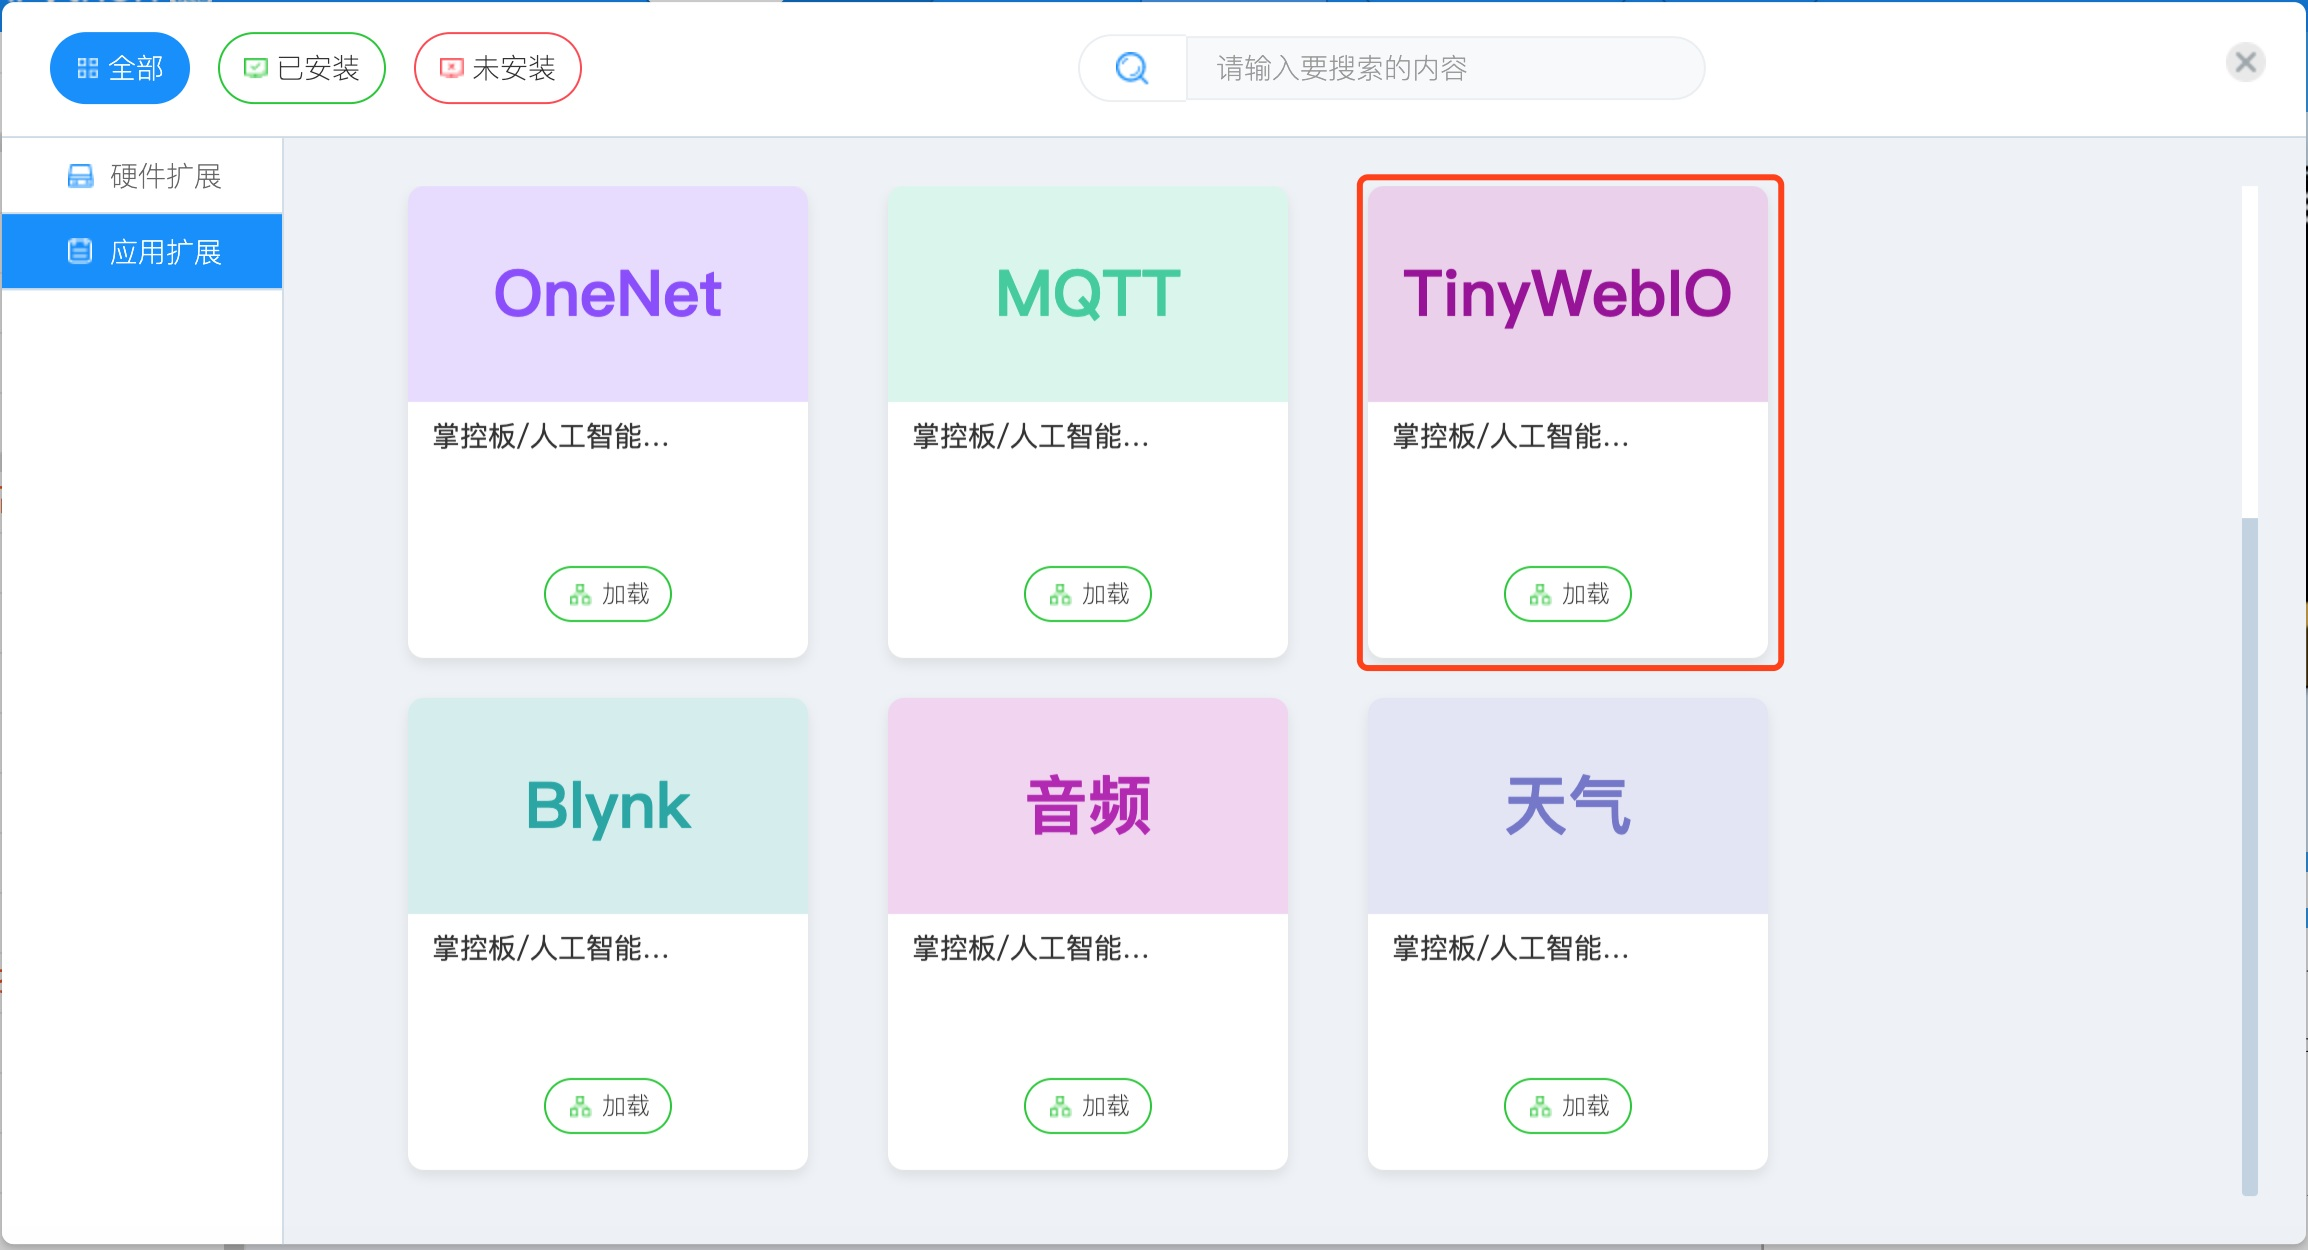 全部
已安装
未安装
请输入要搜索的内容
硬件扩展
应用扩展
OneNet
MQTT
TinyWebIO
掌控板/人工智能...
掌控板/人工智能...
掌控板/人工智能...
加载
加载
加载
Blynk
音频
天气
掌控板/人工智能...
掌控板/人工智能...
掌控板/人工智能...
加载
加载
加载